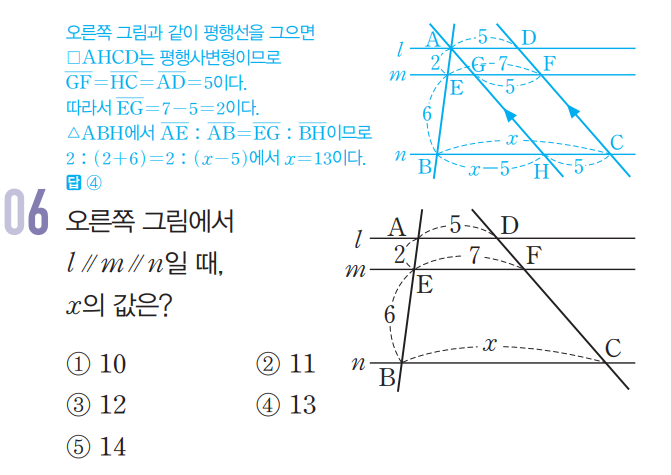 오른쪽 그림과 같이 평행선을 그으면
□AHCD는 평행사변형이므로
GF=HC=AD=5이다.
따라서 EG=7-5=2이다.
△ABH에서 AE : AB=EG : BH이므로
2 : (2+6)=2 : (x-5)에서 x=13이다.
답 ④
l
A
5
D
m
2
G
7
F
E
5
6
n
x
C
B
x-5
H
5
06 오른쪽 그림에서
l∥m∥n일 때,
x의 값은?
① 10 ② 11
③ 12 ④ 13
⑤ 14
l
A
5
D
m
2
7
F
E
6
n
x
C
B